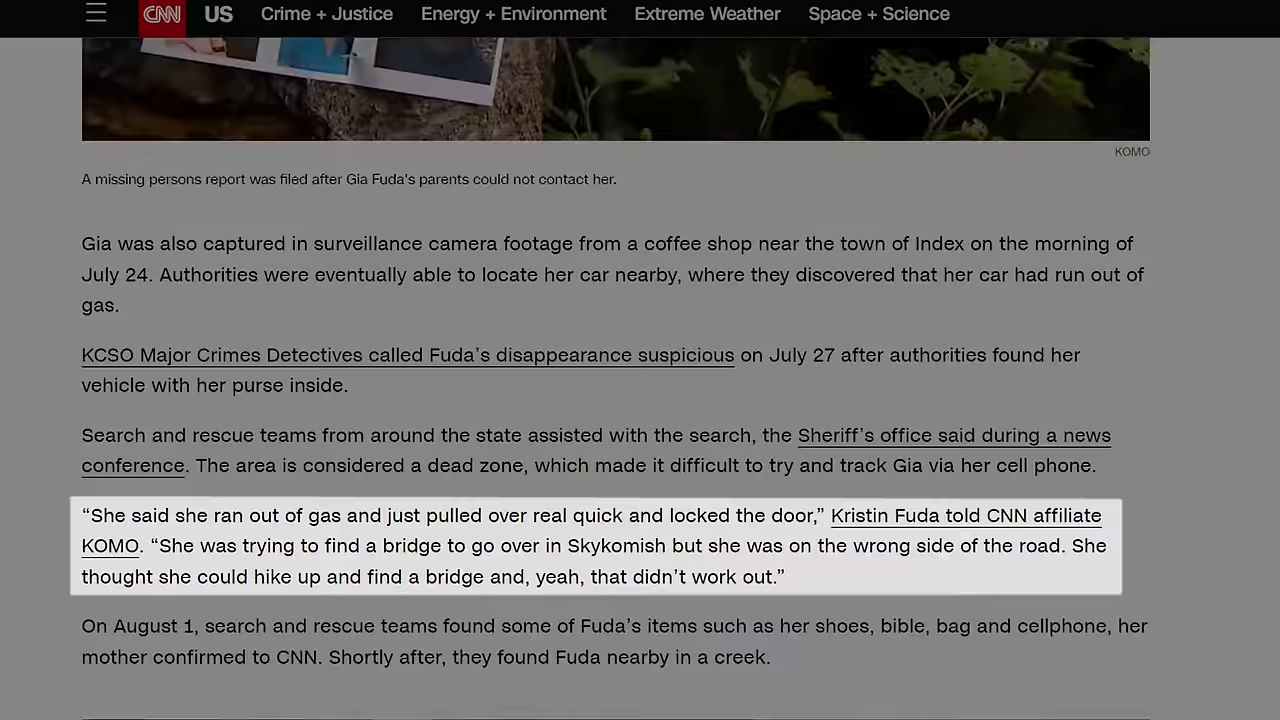 CNN US Crime + Justice Energy + Environment Extreme Weather Space + Science
KOMO
A missing persons report was filed after Gia Fuda's parents could not contact her.
Gia was also captured in surveillance camera footage from a coffee shop near the town of Index on the morning of
July 24. Authorities were eventually able to locate her car nearby, where they discovered that her car had run out of
gas.
KCSO Major Crimes Detectives called Fuda’s disappearance suspicious on July 27 after authorities found her
vehicle with her purse inside.
Search and rescue teams from around the state assisted with the search, the Sheriff’s office said during a news
conference. The area is considered a dead zone, which made it difficult to try and track Gia via her cell phone.
“She said she ran out of gas and just pulled over real quick and locked the door,” Kristin Fuda told CNN affiliate
KOMO. “She was trying to find a bridge to go over in Skykomish but she was on the wrong side of the road. She
thought she could hike up and find a bridge and, yeah, that didn’t work out.”
On August 1, search and rescue teams found some of Fuda’s items such as her shoes, bible, bag and cellphone, her
mother confirmed to CNN. Shortly after, they found Fuda nearby in a creek.